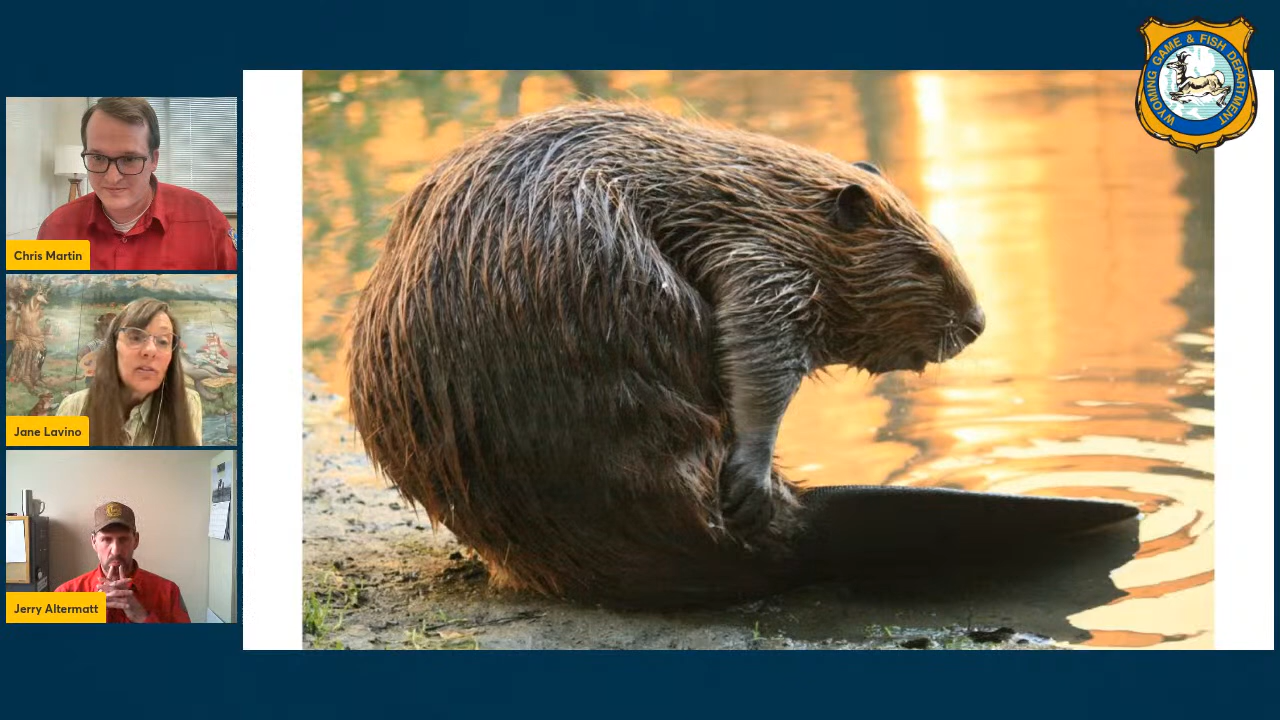 WYOMING GAME & FISH DEPARTMENT
Chris Martin
Jane Lavino
Jerry Altermatt